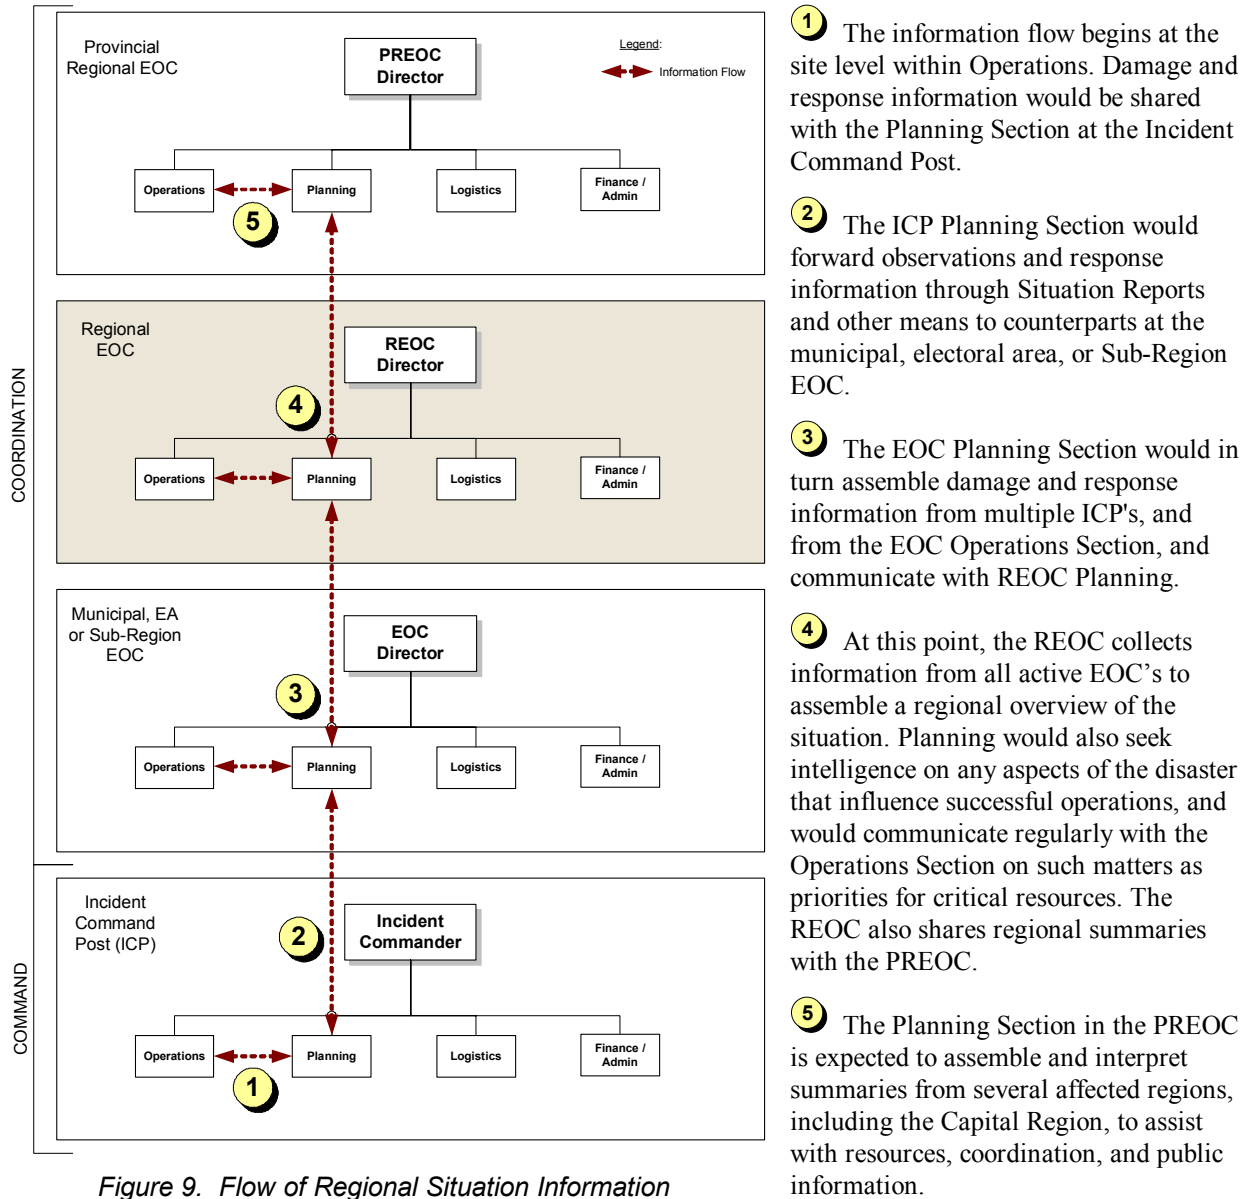 Provincial
Regional EOC
PREOC
Director
Legend:
Information Flow
Operations
Planning
Logistics
Finance /
Admin
5
Regional
EOC
REOC
Director
4
Operations
Planning
Logistics
Finance /
Admin
COORDINATION
Municipal, EA
or Sub-Region
EOC
EOC
Director
3
Operations
Planning
Logistics
Finance /
Admin
Incident
Command
Post (ICP)
Incident
Commander
2
COMMAND
Operations
Planning
Logistics
Finance /
Admin
1
Figure 9. Flow of Regional Situation Information
1 The information flow begins at the
site level within Operations. Damage and
response information would be shared
with the Planning Section at the Incident
Command Post.
2 The ICP Planning Section would
forward observations and response
information through Situation Reports
and other means to counterparts at the
municipal, electoral area, or Sub-Region
EOC.
3 The EOC Planning Section would in
turn assemble damage and response
information from multiple ICP's, and
from the EOC Operations Section, and
communicate with REOC Planning.
4 At this point, the REOC collects
information from all active EOC’s to
assemble a regional overview of the
situation. Planning would also seek
intelligence on any aspects of the disaster
that influence successful operations, and
would communicate regularly with the
Operations Section on such matters as
priorities for critical resources. The
REOC also shares regional summaries
with the PREOC.
5 The Planning Section in the PREOC
is expected to assemble and interpret
summaries from several affected regions,
including the Capital Region, to assist
with resources, coordination, and public
information.